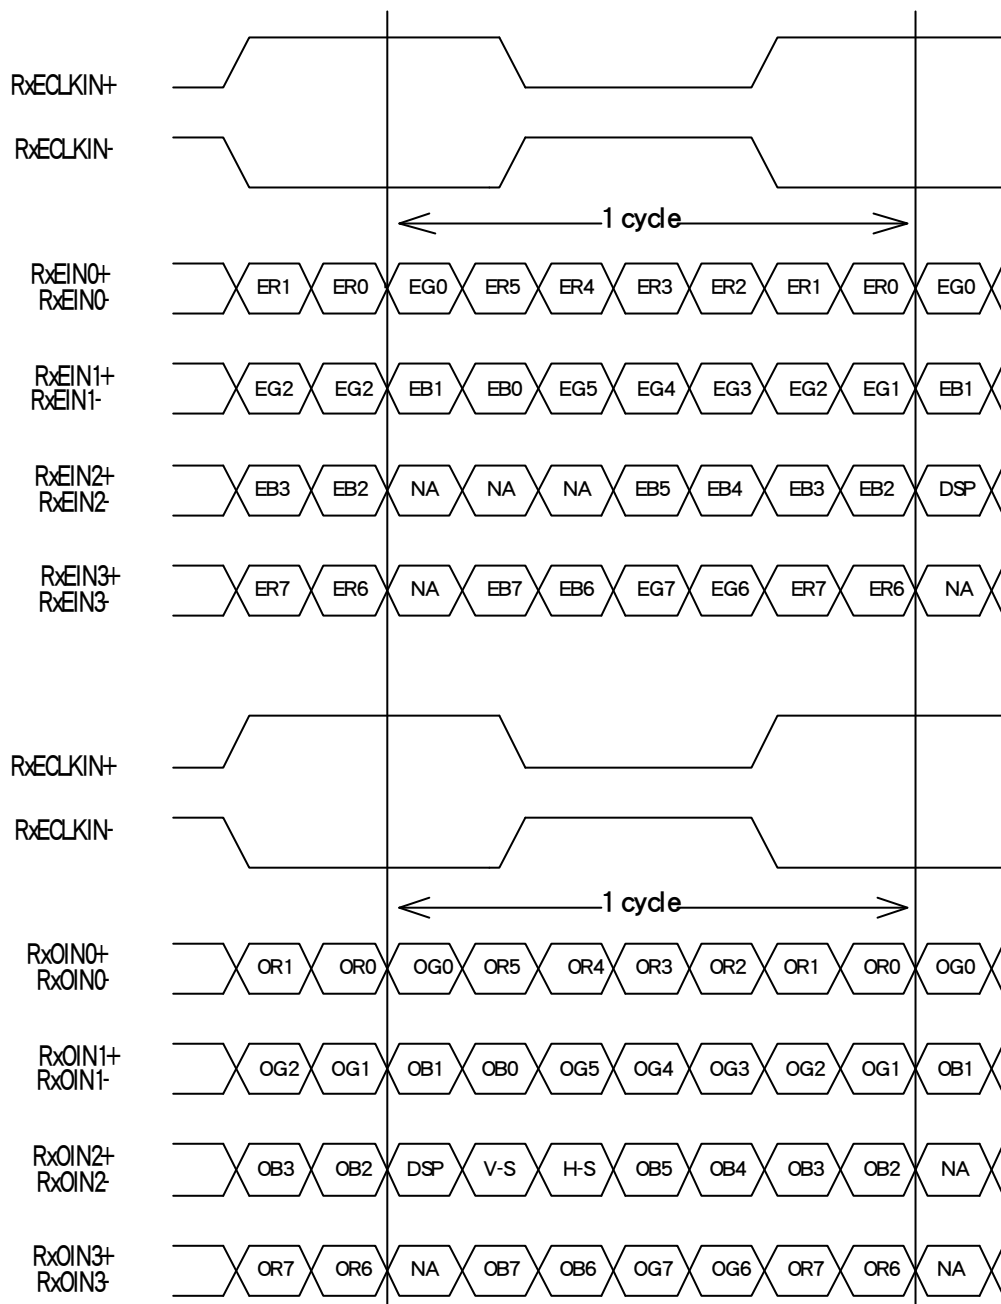 RxECLKIN+
RxECLKIN-
1 cycle
RxEIN0+
RxEIN0-
ER1 ER0 EG0 ER5 ER4 ER3 ER2 ER1 ER0 EG0
RxEIN1+
RxEIN1-
EG2 EG2 EB1 EB0 EG5 EG4 EG3 EG2 EG1 EB1
RxEIN2+
RxEIN2-
EB3 EB2 NA NA NA EB5 EB4 EB3 EB2 DSP
RxEIN3+
RxEIN3-
ER7 ER6 NA EB7 EB6 EG7 EG6 ER7 ER6 NA
RxECLKIN+
RxECLKIN-
1 cycle
RxOIN0+
RxOIN0-
OR1 OR0 OG0 OR5 OR4 OR3 OR2 OR1 OR0 OG0
RxOIN1+
RxOIN1-
OG2 OG1 OB1 OB0 OG5 OG4 OG3 OG2 OG1 OB1
RxOIN2+
RxOIN2-
OB3 OB2 DSP V-S H-S OB5 OB4 OB3 OB2 NA
RxOIN3+
RxOIN3-
OR7 OR6 NA OB7 OB6 OG7 OG6 OR7 OR6 NA